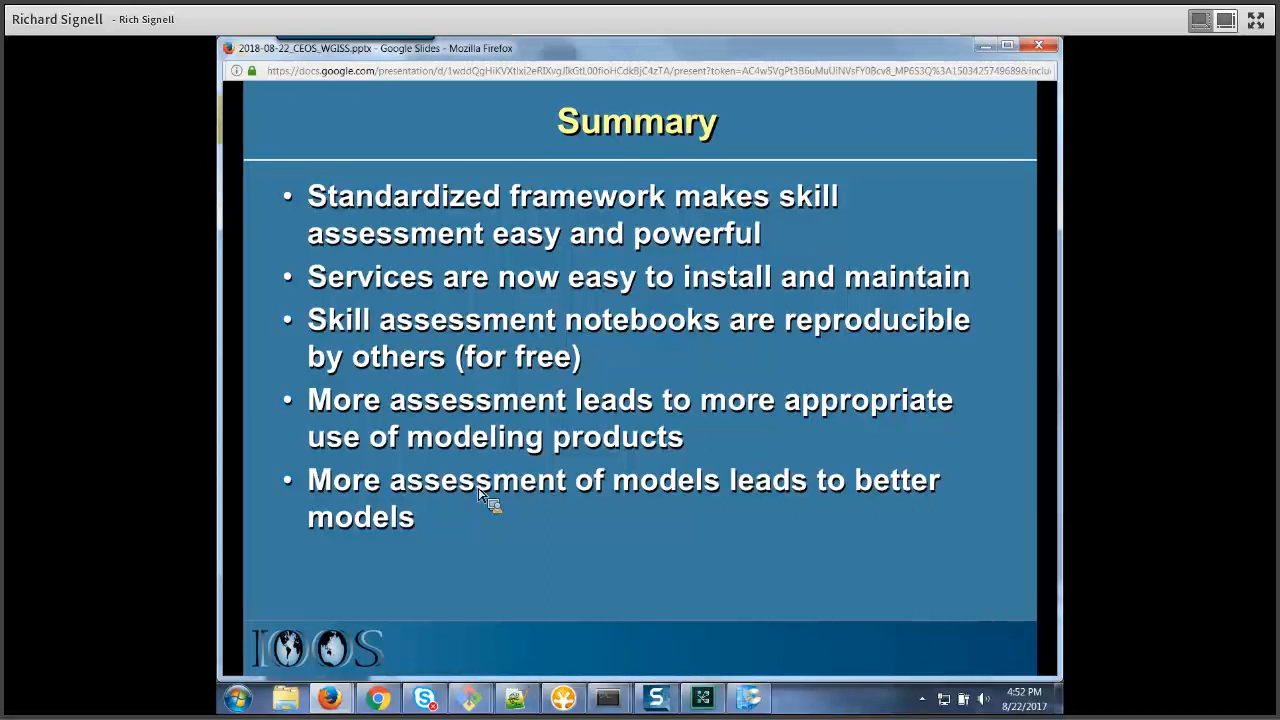 Richard Signell - Rich Signell
2018-08-22_CEOS_WGISS.pptx - Google Slides - Mozilla Firefox
Summary
• Standardized framework makes skill
assessment easy and powerful
• Services are now easy to install and maintain
• Skill assessment notebooks are reproducible
by others (for free)
• More assessment leads to more appropriate
use of modeling products
• More assessment of models leads to better
models
IOOS
4:52 PM
8/22/2017